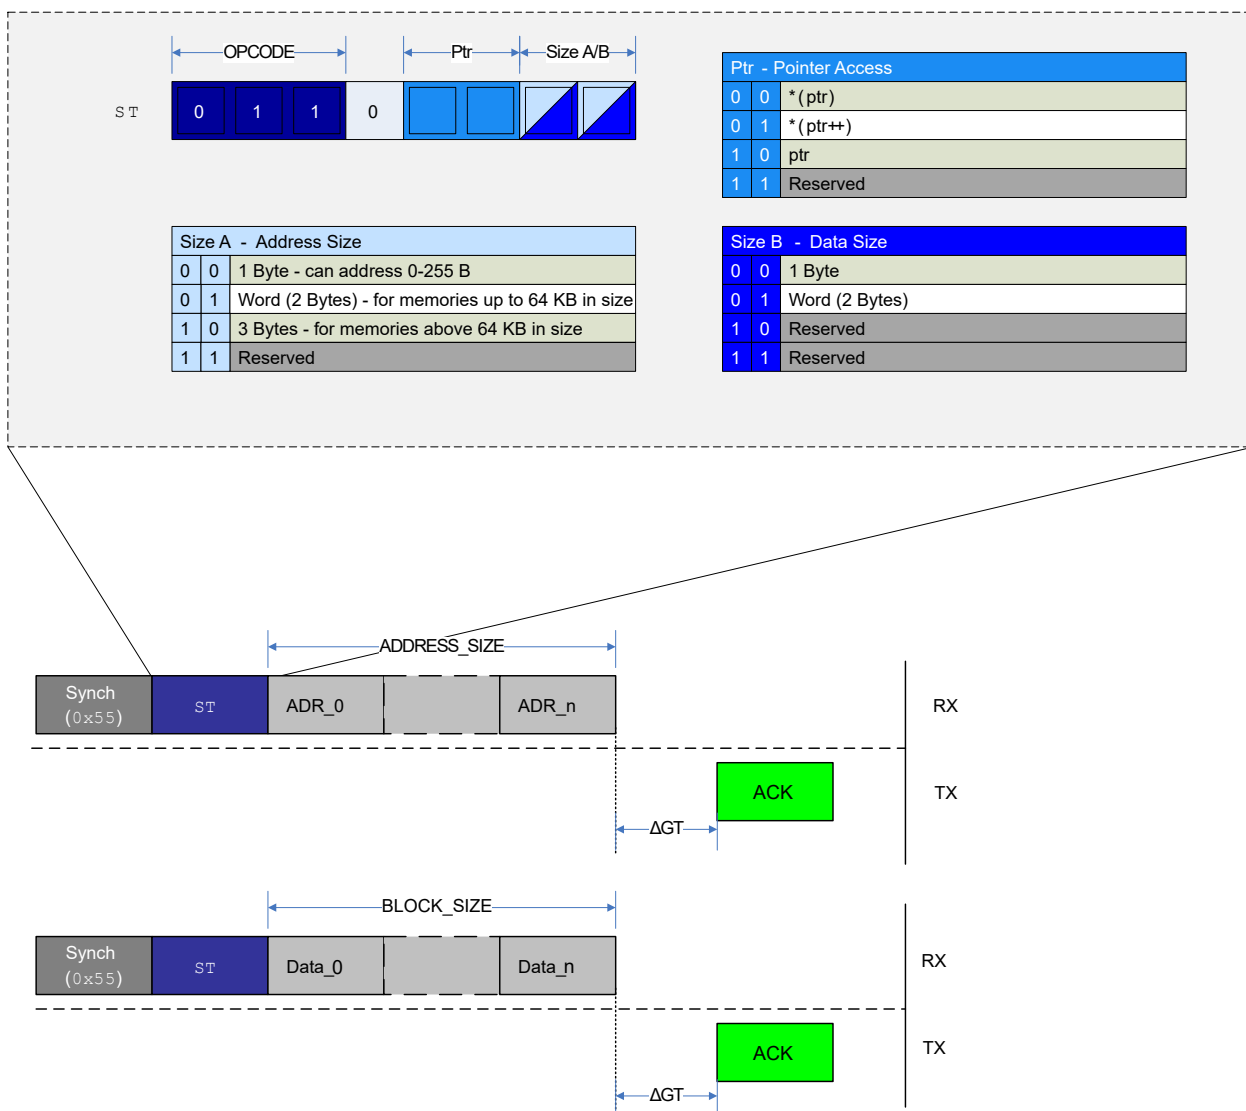 OPCODE Ptr Size A/B
ST 0 1 1 0
Ptr - Pointer Access
0 0 *(ptr)
0 1 *(ptr++)
1 0 ptr
1 1 Reserved
Size A - Address Size
0 0 1 Byte - can address 0-255 B
0 1 Word (2 Bytes) - for memories up to 64 KB in size
1 0 3 Bytes - for memories above 64 KB in size
1 1 Reserved
Size B - Data Size
0 0 1 Byte
0 1 Word (2 Bytes)
1 0 Reserved
1 1 Reserved
ADDRESS_SIZE
Synch
(0x55)
ST ADR_0 ADR_n RX
ACK TX
ΔGT
BLOCK_SIZE
Synch
(0x55)
ST Data_0 Data_n RX
ACK TX
ΔGT